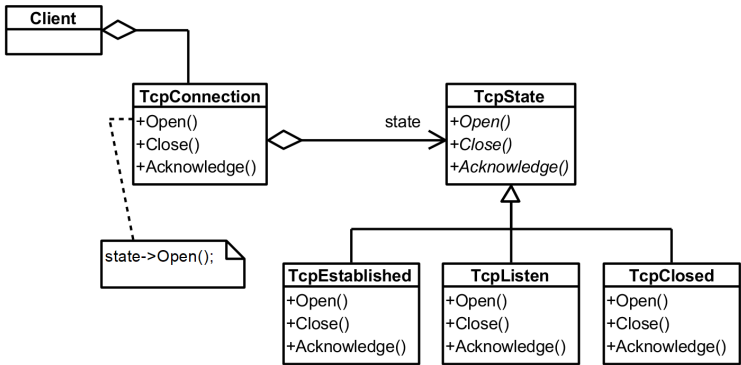 Client
TcpConnection
+Open()
+Close()
+Acknowledge()
state
TcpState
+Open()
+Close()
+Acknowledge()
state->Open();
TcpEstablished
+Open()
+Close()
+Acknowledge()
TcpListen
+Open()
+Close()
+Acknowledge()
TcpClosed
+Open()
+Close()
+Acknowledge()